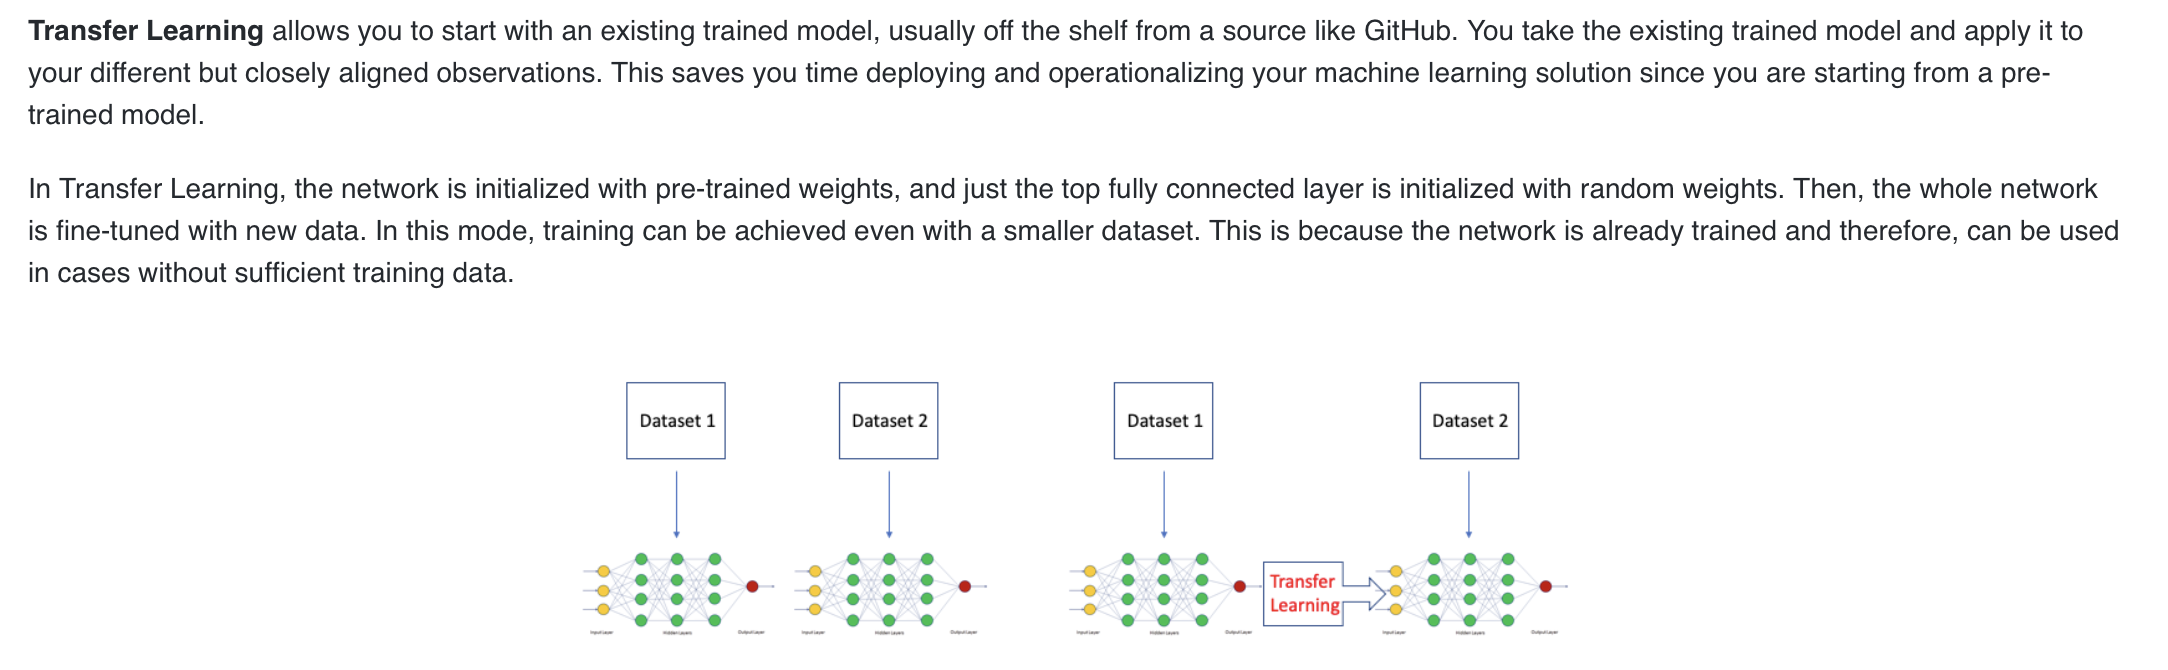 Transfer Learning allows you to start with an existing trained model, usually off the shelf from a source like GitHub. You take the existing trained model and apply it to
your different but closely aligned observations. This saves you time deploying and operationalizing your machine learning solution since you are starting from a pre-
trained model.
In Transfer Learning, the network is initialized with pre-trained weights, and just the top fully connected layer is initialized with random weights. Then, the whole network
is fine-tuned with new data. In this mode, training can be achieved even with a smaller dataset. This is because the network is already trained and therefore, can be used
in cases without sufficient training data.
Dataset 1
Dataset 2
Dataset 1
Dataset 2
Transfer
Learning
Input Layer
Hidden Layers
Output Layer
Input Layer
Hidden Layers
Output Layer
Input Layer
Hidden Layers
Output Layer
Input Layer
Hidden Layers
Output Layer